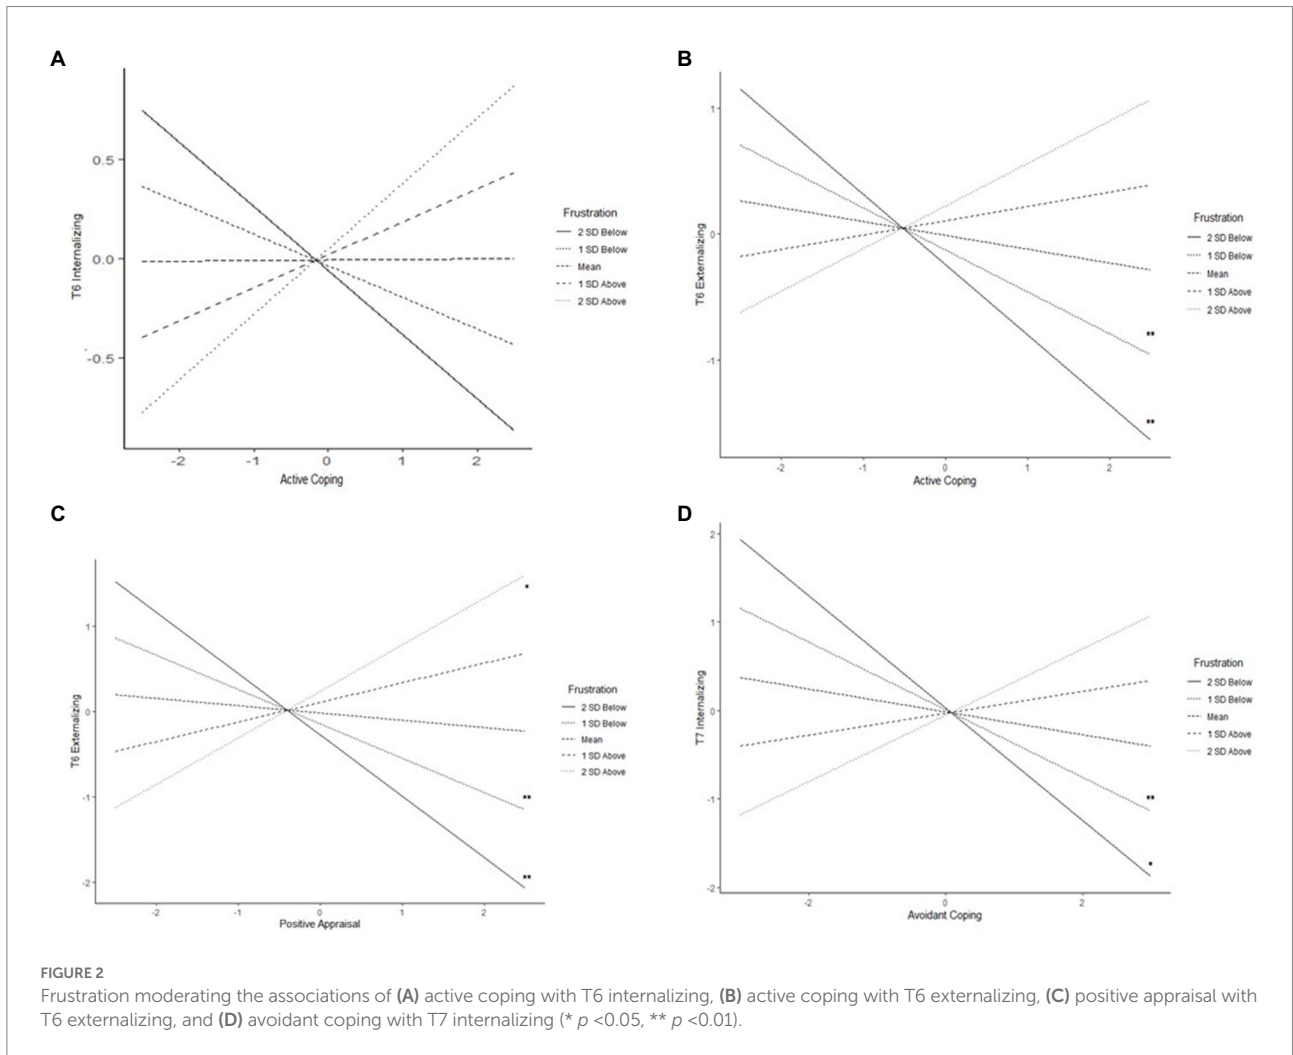 A
T6 Internalizing
0.5
0.0
-0.5
-2
-1
0
1
2
Active Coping
Frustration
2 SD Below
1 SD Below
Mean
1 SD Above
2 SD Above
B
T6 Externalizing
1
0
-1
-2
-1
0
1
2
Active Coping
**
**
Frustration
2 SD Below
1 SD Below
Mean
1 SD Above
2 SD Above
C
T6 Externalizing
1
0
-1
-2
-2
-1
0
1
2
Positive Appraisal
*
**
**
Frustration
2 SD Below
1 SD Below
Mean
1 SD Above
2 SD Above
D
T7 Internalizing
2
1
0
-1
-2
-2
0
2
Avoidant Coping
**
*
Frustration
2 SD Below
1 SD Below
Mean
1 SD Above
2 SD Above
FIGURE 2
Frustration moderating the associations of (A) active coping with T6 internalizing, (B) active coping with T6 externalizing, (C) positive appraisal with
T6 externalizing, and (D) avoidant coping with T7 internalizing (* p <0.05, ** p <0.01).